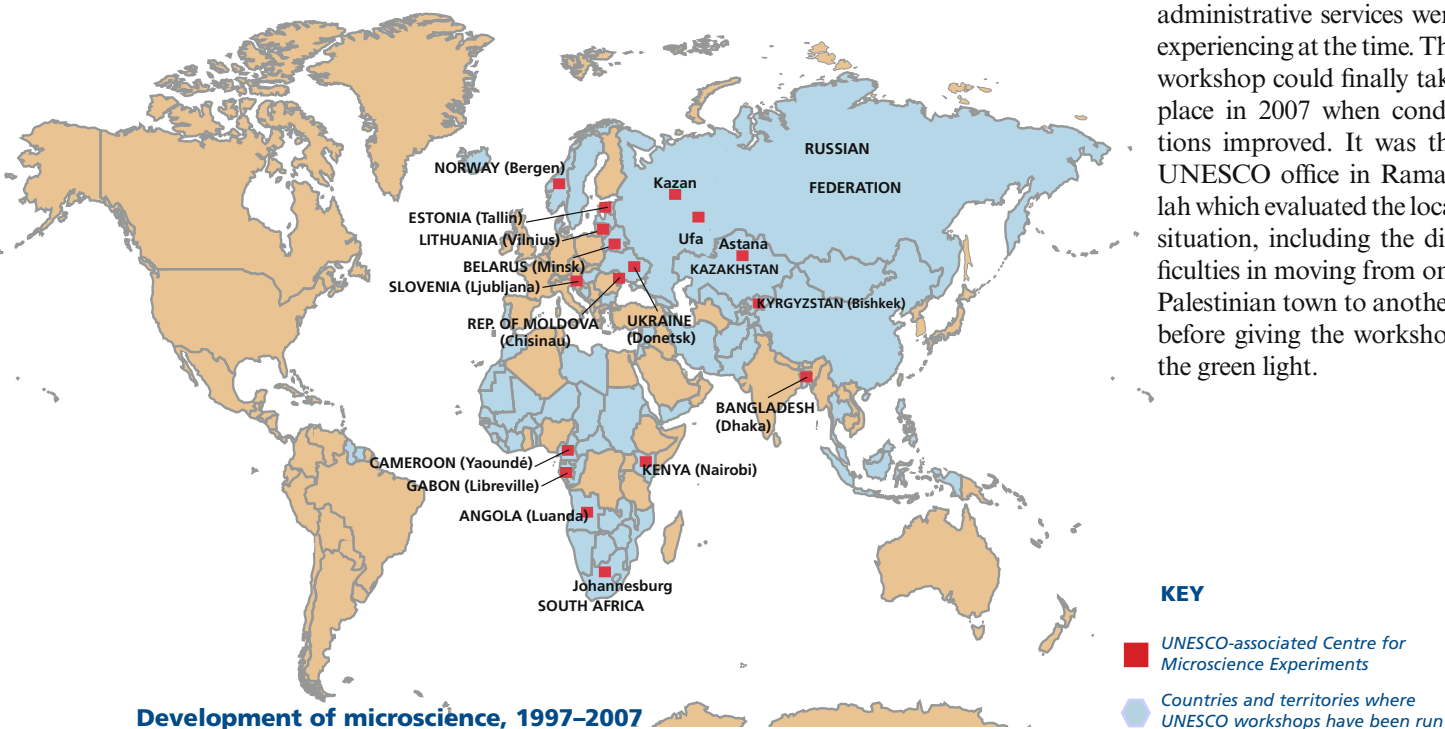 administrative services wer
experiencing at the time. Th
workshop could finally tak
place in 2007 when cond
tions improved. It was th
UNESCO office in Rama
lah which evaluated the loca
situation, including the di
ficulties in moving from on
Palestinian town to anothe
before giving the worksho
the green light.
RUSSIAN
FEDERATION
NORWAY (Bergen)
Kazan
ESTONIA (Tallin)
LITHUANIA (Vilnius)
Ufa
Astana
BELARUS (Minsk)
KAZAKHSTAN
SLOVENIA (Ljubljana)
KYRGYZSTAN (Bishkek)
REP. OF MOLDOVA
(Chisinau)
UKRAINE
(Donetsk)
BANGLADESH
(Dhaka)
CAMEROON (Yaoundé)
KENYA (Nairobi)
GABON (Libreville)
ANGOLA (Luanda)
Johannesburg
SOUTH AFRICA
KEY
UNESCO-associated Centre for
Microscience Experiments
Countries and territories where
UNESCO workshops have been run
Development of microscience, 1997–2007